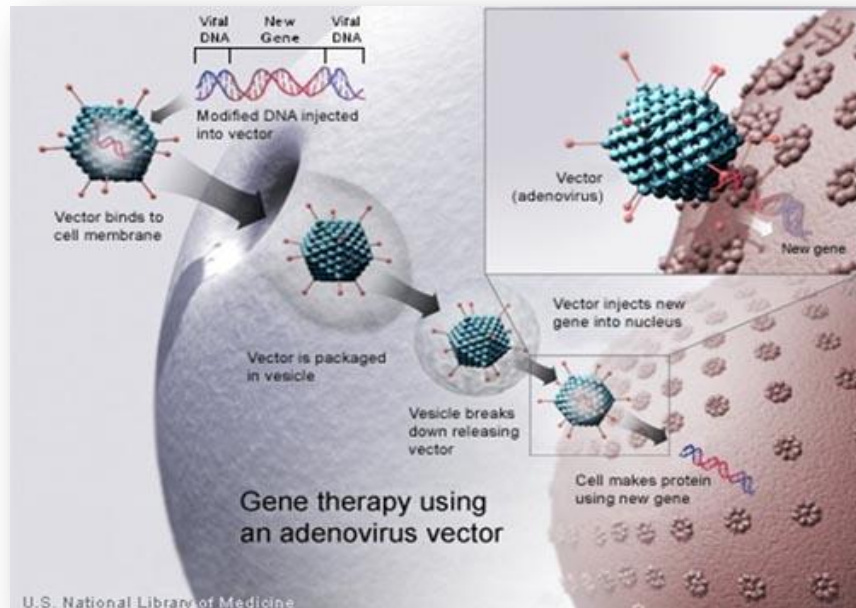 Viral DNA
New Gene
Viral DNA
Modified DNA injected
into vector
Vector binds to
cell membrane
Vector is packaged
in vesicle
Vesicle breaks
down releasing
vector
Vector injects new
gene into nucleus
Vector
(adenovirus)
New gene
Cell makes protein
using new gene
Gene therapy using
an adenovirus vector
U.S. National Library of Medicine